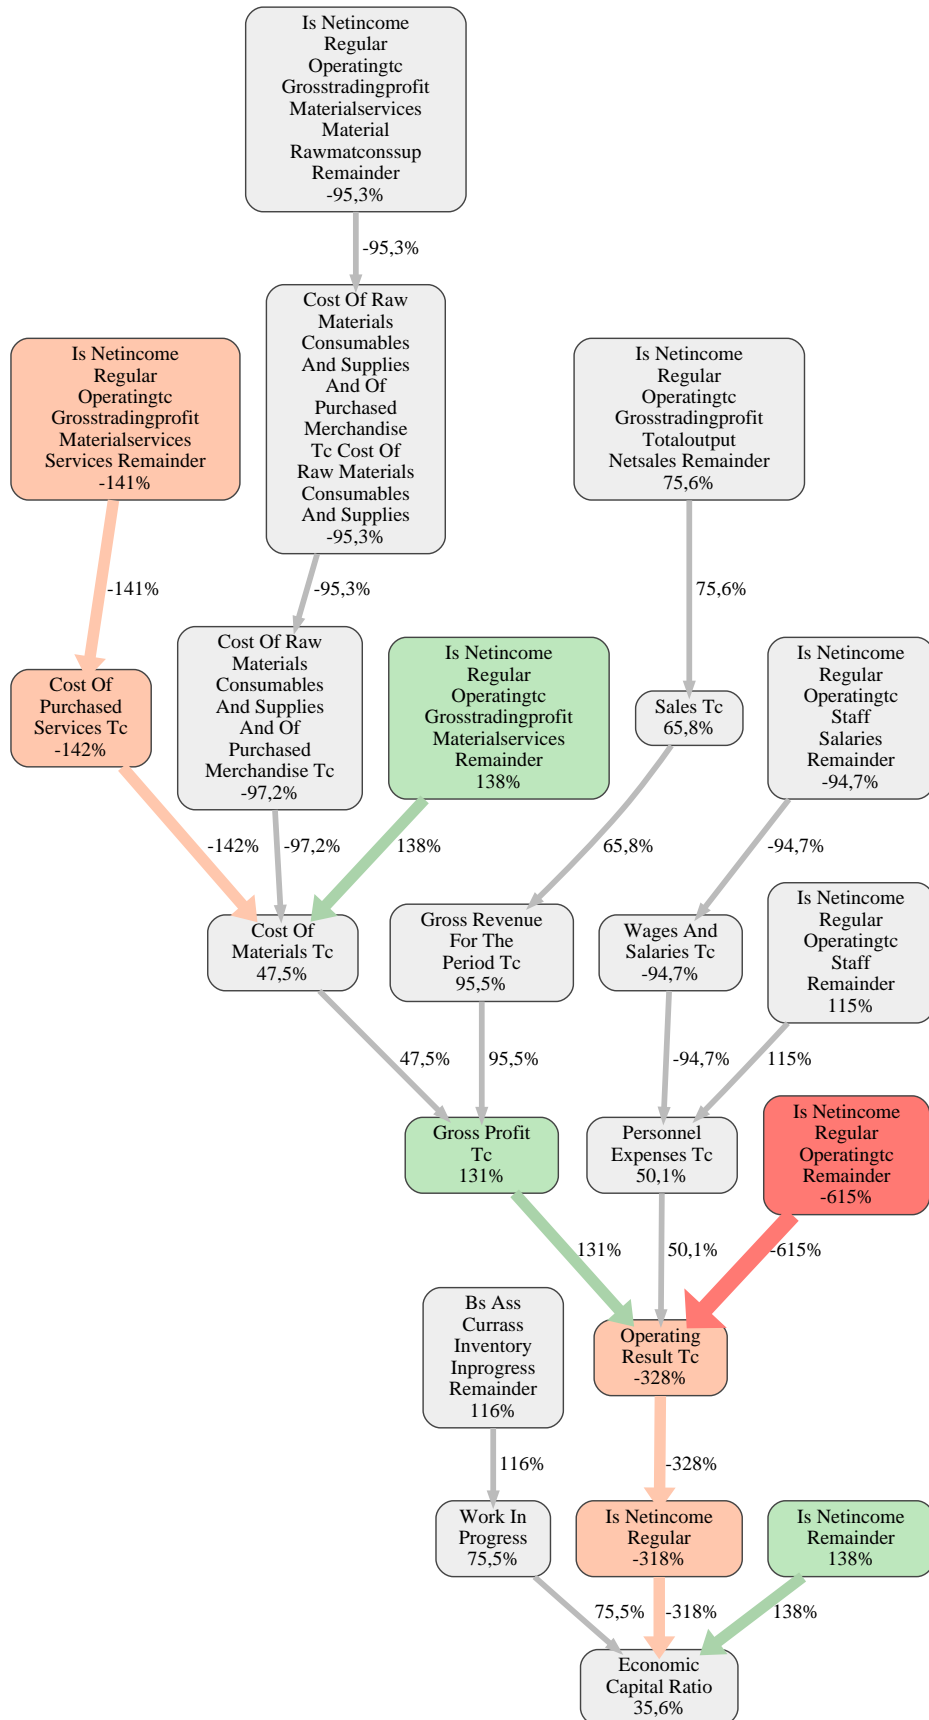 Is Netincome
Regular
Operatingtc
Grosstradingprofit
Materialservices
Material
Rawmatconssup
Remainder
-95,3%
-95,3%
Cost Of Raw
Materials
Consumables
And Supplies
And Of
Purchased
Merchandise
Tc Cost Of
Raw Materials
Consumables
And Supplies
-95,3%
Is Netincome
Regular
Operatingtc
Grosstradingprofit
Materialservices
Services Remainder
-141%
Is Netincome
Regular
Operatingtc
Grosstradingprofit
Totaloutput
Netsales Remainder
75,6%
-141%
-95,3%
75,6%
Cost Of
Purchased
Services Tc
-142%
Cost Of Raw
Materials
Consumables
And Supplies
And Of
Purchased
Merchandise Tc
-97,2%
Is Netincome
Regular
Operatingtc
Grosstradingprofit
Materialservices
Remainder
138%
Sales Tc
65,8%
Is Netincome
Regular
Operatingtc
Staff
Salaries
Remainder
-94,7%
-142%
-97,2%
138%
65,8%
-94,7%
Cost Of
Materials Tc
47,5%
Gross Revenue
For The
Period Tc
95,5%
Wages And
Salaries Tc
-94,7%
Is Netincome
Regular
Operatingtc
Staff
Remainder
115%
47,5%
95,5%
-94,7%
115%
Gross Profit
Tc
131%
Personnel
Expenses Tc
50,1%
Is Netincome
Regular
Operatingtc
Remainder
-615%
131%
50,1%
-615%
Bs Ass
Currass
Inventory
Inprogress
Remainder
116%
Operating
Result Tc
-328%
116%
-328%
Work In
Progress
75,5%
Is Netincome
Regular
-318%
Is Netincome
Remainder
138%
75,5%
-318%
138%
Economic
Capital Ratio
35,6%